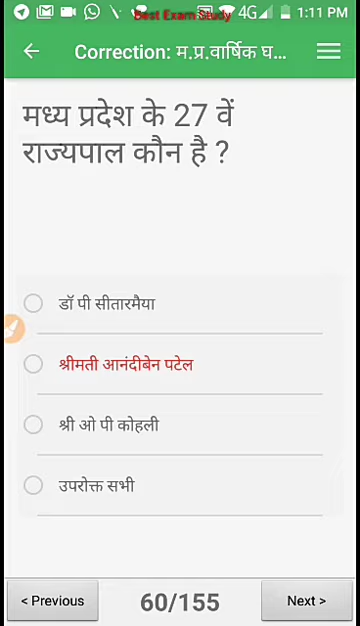 Best Exam Study 4G 1:11 PM
Correction: म.प्र.वार्षिक घ...
मध्य प्रदेश के 27 वें
राज्यपाल कौन है ?
डॉ पी सीतारमैया
श्रीमती आनंदीबेन पटेल
श्री ओ पी कोहली
उपरोक्त सभी
< Previous 60/155 Next >